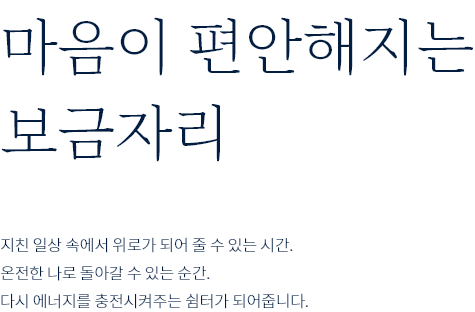 마음이 편안해지는
보금자리
지친 일상 속에서 위로가 되어 줄 수 있는 시간.
온전한 나로 돌아갈 수 있는 순간.
다시 에너지를 충전시켜주는 쉼터가 되어줍니다.